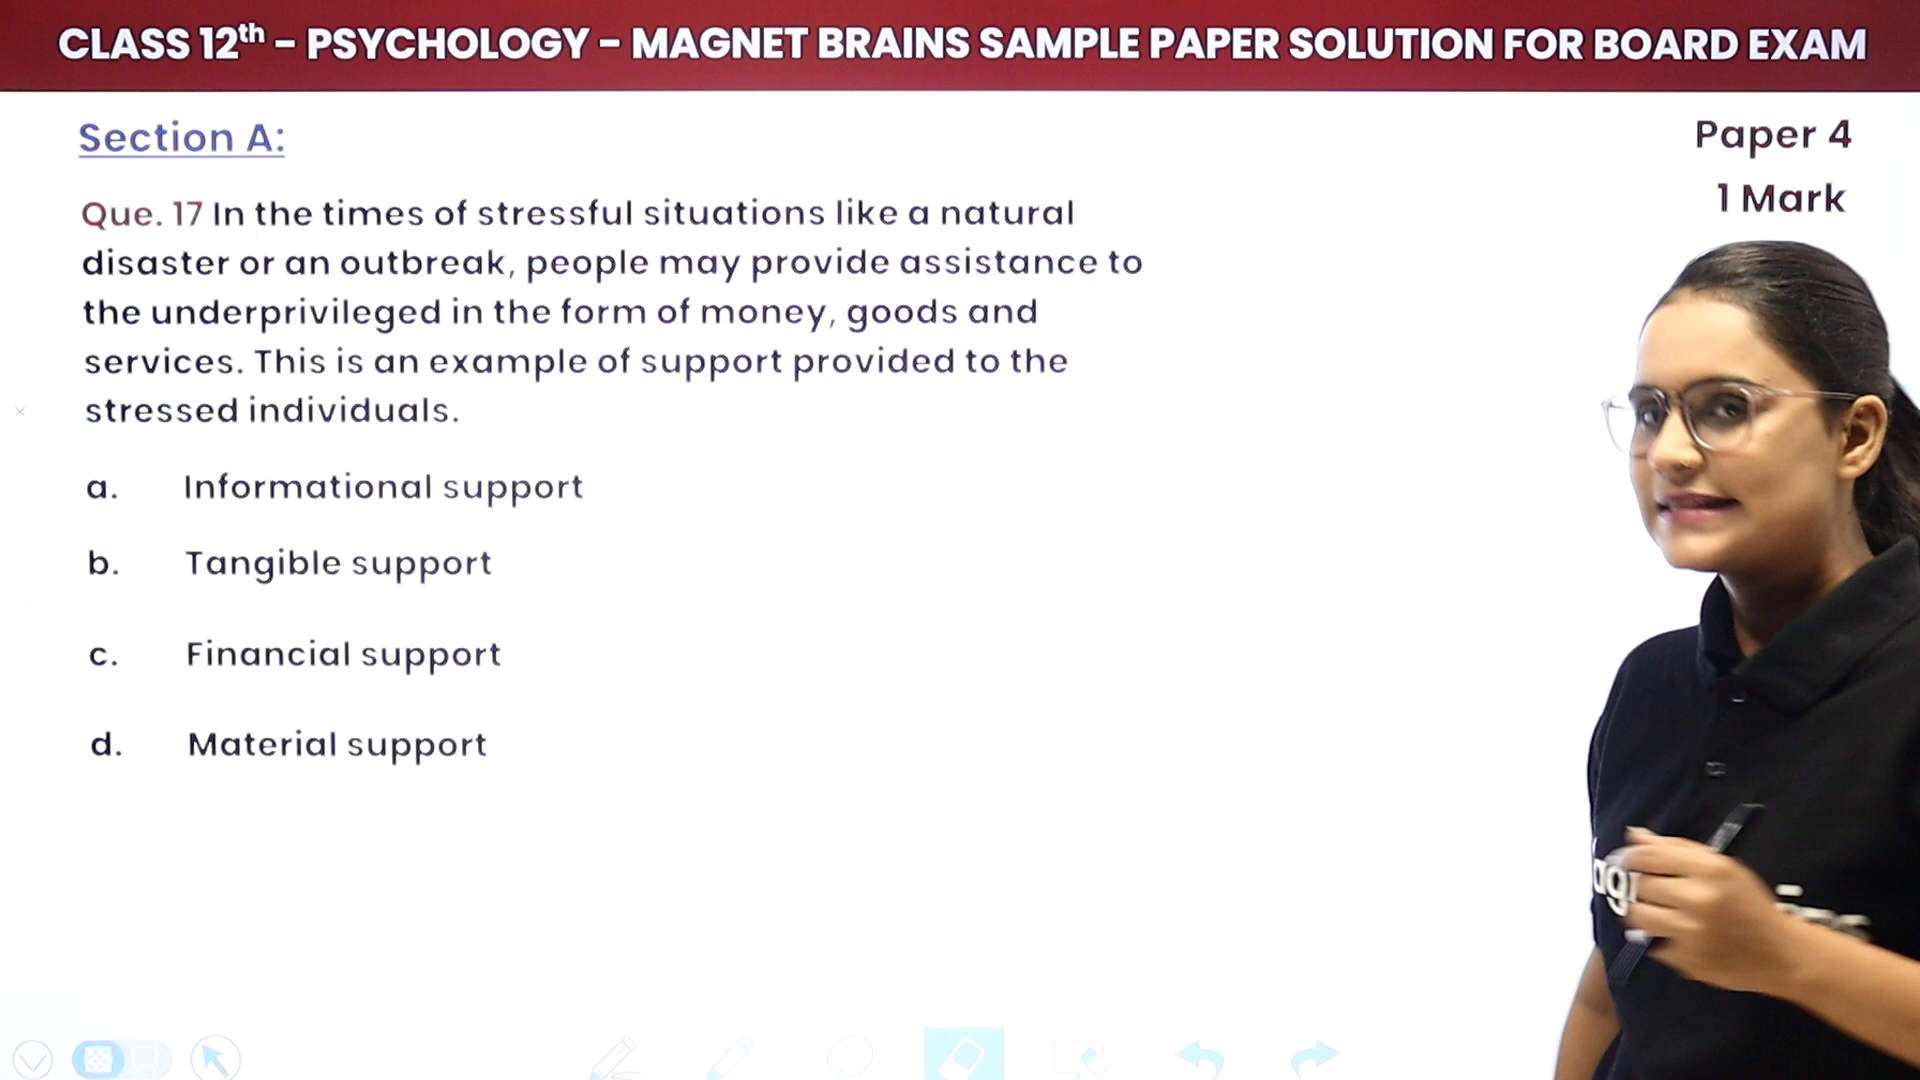 CLASS 12th – PSYCHOLOGY – MAGNET BRAINS SAMPLE PAPER SOLUTION FOR BOARD EXAM
Section A:
Paper 4
1 Mark
Que. 17 In the times of stressful situations like a natural
disaster or an outbreak, people may provide assistance to
the underprivileged in the form of money, goods and
services. This is an example of support provided to the
stressed individuals.
a. Informational support
b. Tangible support
c. Financial support
d. Material support